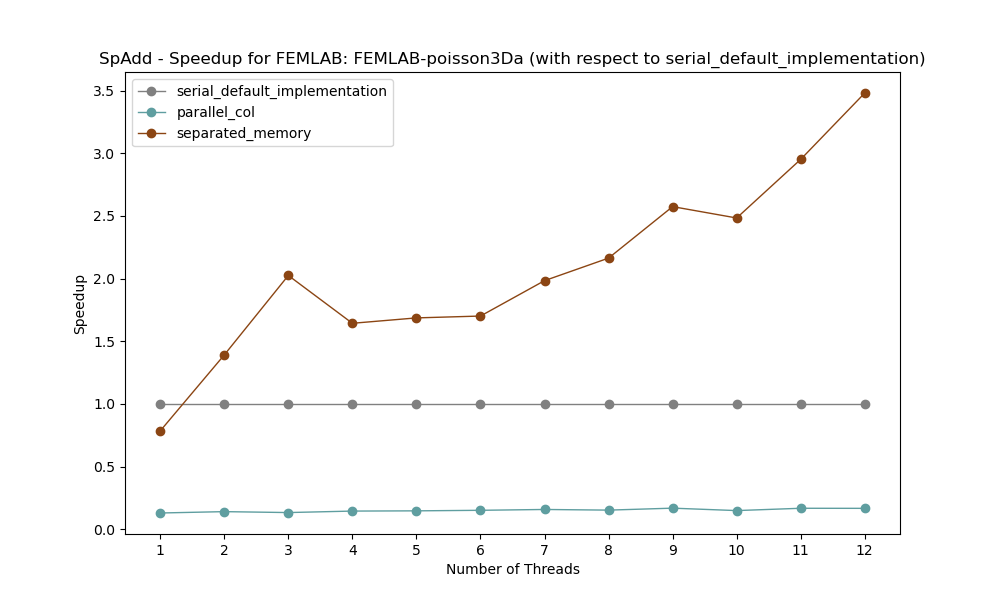 SpAdd - Speedup for FEMLAB: FEMLAB-poisson3Da (with respect to serial_default_implementation)
serial_default_implementation
parallel_col
separated_memory
Speedup
3.5
3.0
2.5
2.0
1.5
1.0
0.5
0.0
1 2 3 4 5 6 7 8 9 10 11 12
Number of Threads